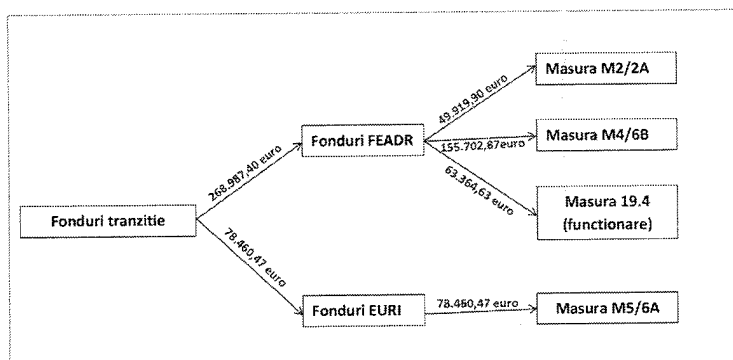 Fonduri tranzitie
268.987,40 euro
78.460,47 euro
Fonduri FEADR
49.919,90 euro
155.702,87euro
63.364,63 euro
Masura M2/2A
Masura M4/6B
Masura 19.4
(functionare)
Fonduri EURI
78.460,47 euro
Masura M5/6A